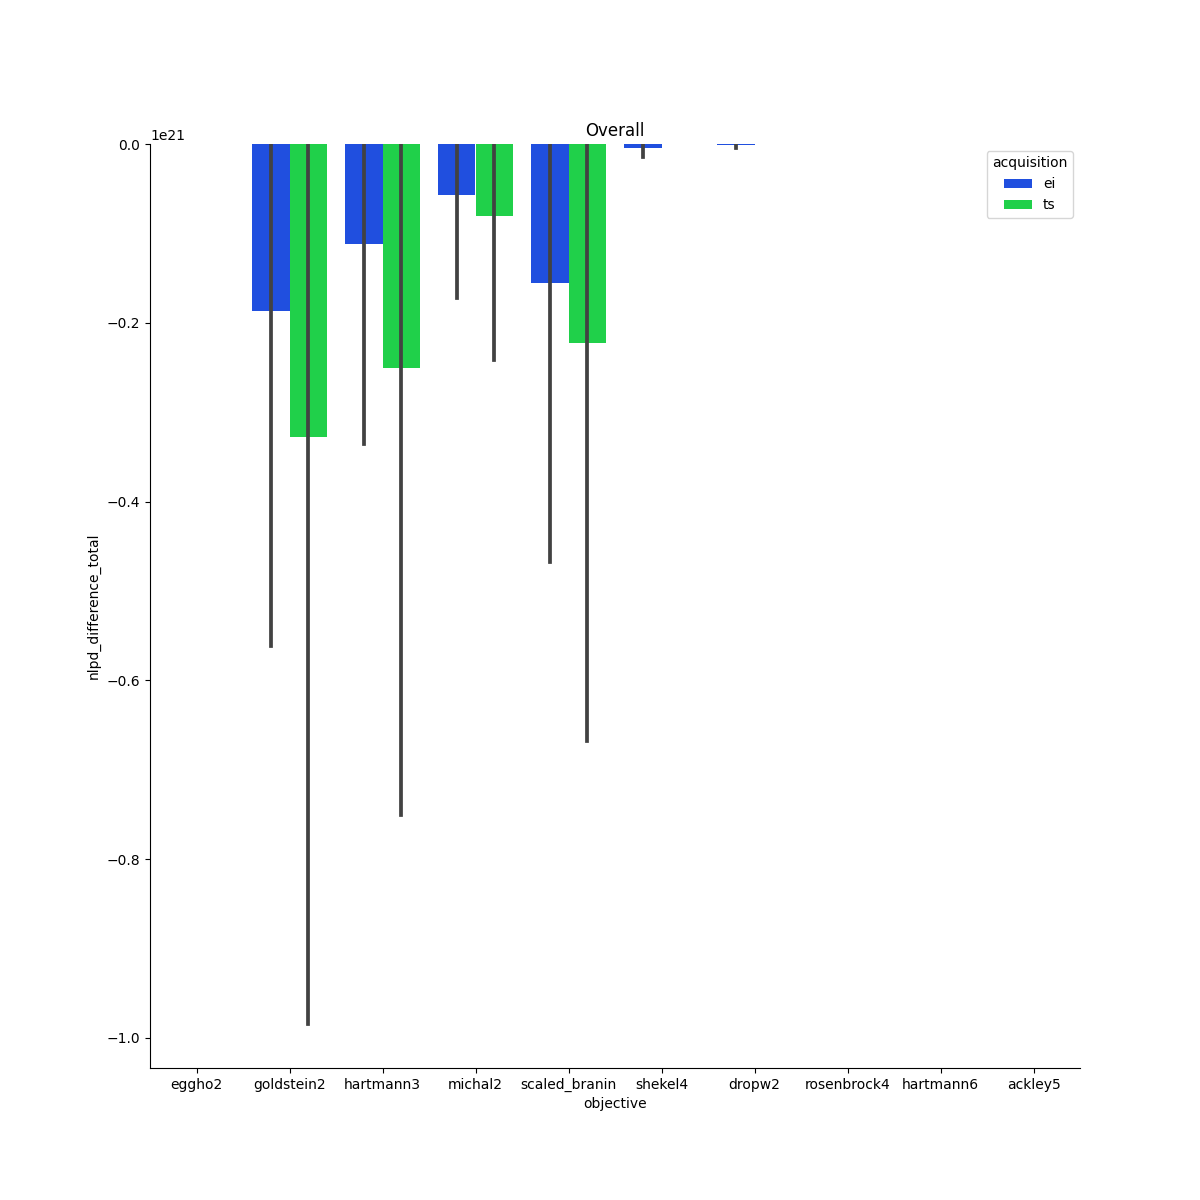 Overall
1e21
0.0
−0.2
−0.4
−0.6
−0.8
−1.0
nlpd_difference_total
acquisition
ei
ts
eggho2 goldstein2 hartmann3 michal2 scaled_branin shekel4 dropw2 rosenbrock4 hartmann6 ackley5
objective